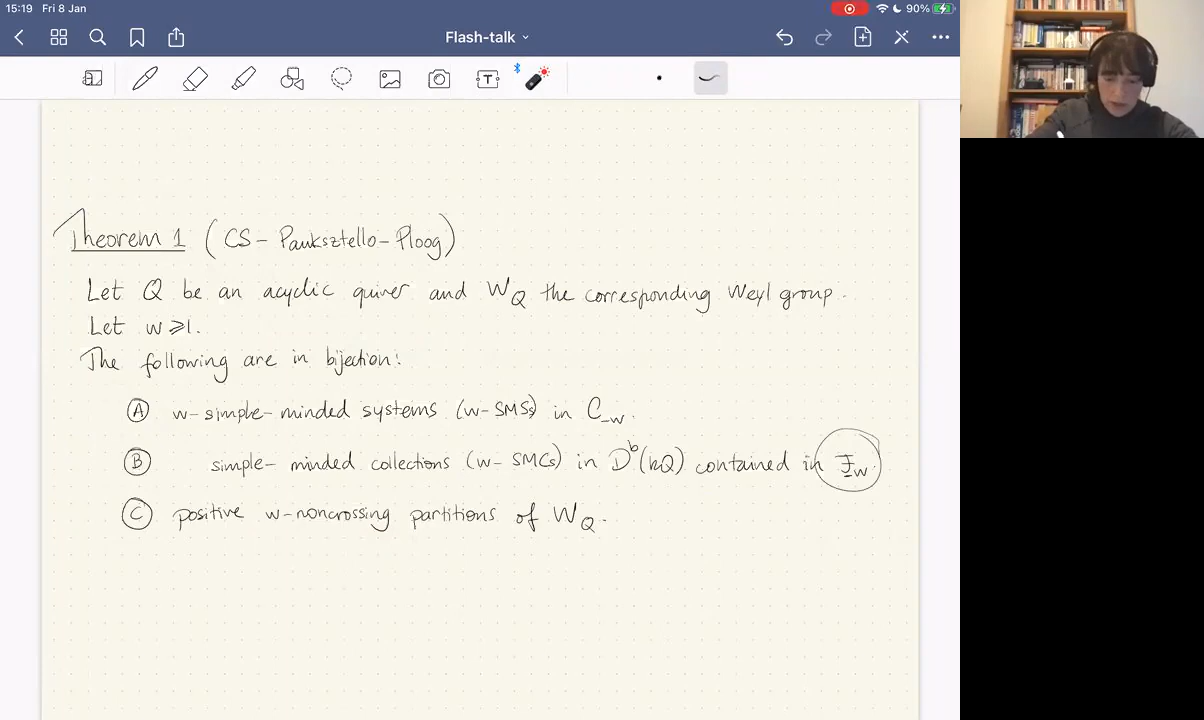 15:19 Fri 8 Jan
90%
Flash-talk
T
Theorem 1 (CS - Pauksztello - Ploog)
Let Q be an acyclic quiver and W_Q the corresponding Weyl group.
Let w ⩾ 1.
The following are in bijection:
Ⓐ w-simple-minded systems (w-SMSs) in C_-w.
Ⓑ simple-minded collections (w-SMCs) in D^b(kQ) contained in F_w.
Ⓒ positive w-noncrossing partitions of W_Q.